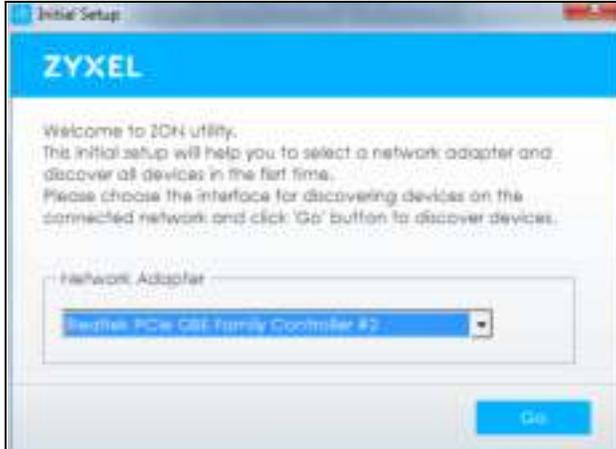 Initial Setup
ZYXEL
Welcome to ZON utility.
This initial setup will help you to select a network adapter and
discover all devices in the first time.
Please choose the interface for discovering devices on the
connected network and click 'Go' button to discover devices.
Network Adapter
Realtek PCIe GBE Family Controller #2
Go